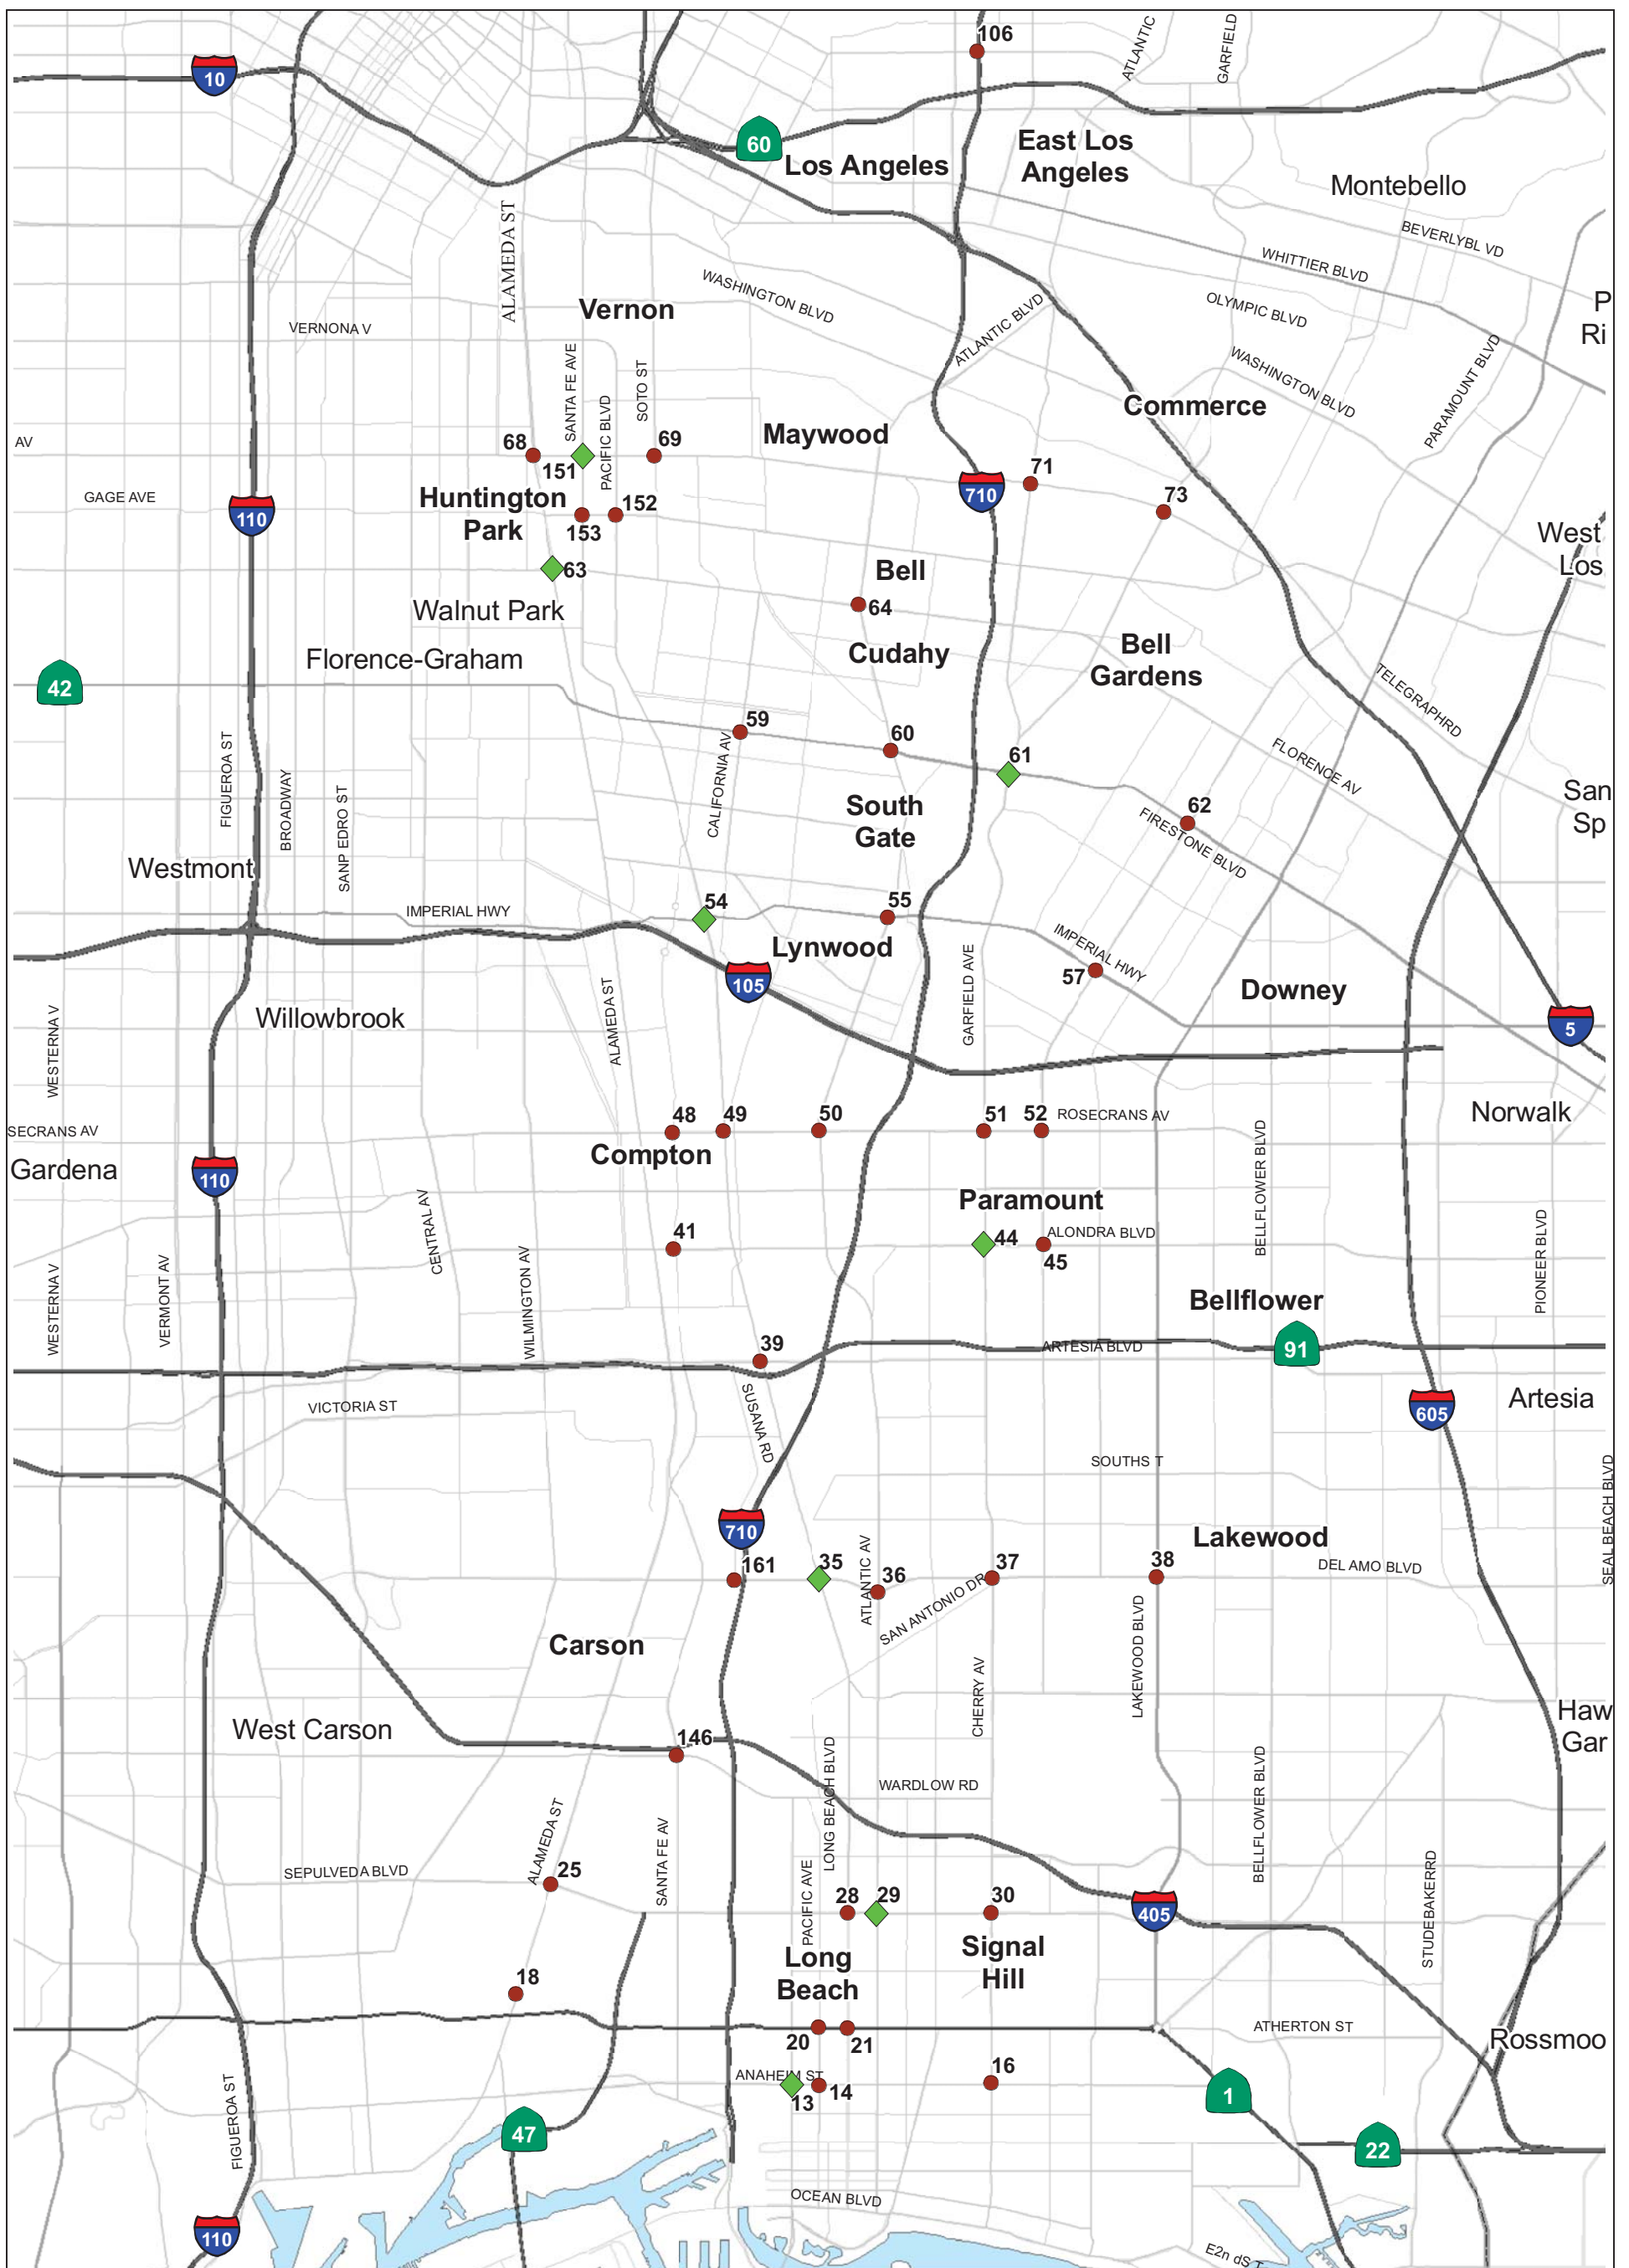 106
ATLANTIC
GARFIELD
10
60
Los Angeles
East Los
Angeles
Montebello
BEVERLYBL VD
WHITTIER BLVD
ALAMEDA ST
WASHINGTON BLVD
OLYMPIC BLVD
ATLANTIC BLVD
Vernon
P
Ri
VERNONA V
SANTA FE AVE
SOTO ST
PACIFIC BLVD
WASHINGTON BLVD
PARAMOUNT BLVD
Commerce
Maywood
AV
68
151
69
71
710
73
GAGE AVE
Huntington
Park
152
153
110
West
Los
63
Bell
64
Walnut Park
Cudahy
Bell
Gardens
Florence-Graham
42
TELEGRAPHRD
59
60
61
FLORENCE AV
CALIFORNIA AV
FIGUEROA ST
BROADWAY
SANP EDRO ST
South
Gate
62
FIRESTONE BLVD
San
Sp
Westmont
54
55
IMPERIAL HWY
Lynwood
IMPERIAL HWY
57
105
GARFIELD AVE
Downey
5
Willowbrook
ALAMEDA ST
WESTERNA V
48
49
50
51
52
ROSECRANS AV
Norwalk
SECRANS AV
Compton
Gardena
110
BELLFLOWER BLVD
Paramount
CENTRAL AV
41
44
ALONDRA BLVD
45
PIONEER BLVD
WESTERNA V
VERMONT AV
WILMINGTON AV
Bellflower
39
ARTESIA BLVD
91
VICTORIA ST
SUSANA RD
605
Artesia
SOUTHS T
SEAL BEACH BLVD
710
Lakewood
161
35
ATLANTIC AV
36
37
38
DEL AMO BLVD
SAN ANTONIO DR
Carson
CHERRY AV
LAKEWOOD BLVD
West Carson
146
Haw
Gar
LONG BEACH BLVD
WARDLOW RD
BELLFLOWER BLVD
ALAMEDA ST
SANTA FE AV
SEPULVEDA BLVD
25
PACIFIC AVE
28
29
30
405
STUDEBAKERRD
Long
Beach
Signal
Hill
18
20
21
ATHERTON ST
Rossmoo
ANAHEIM ST
13
14
16
1
FIGUEROA ST
47
22
OCEAN BLVD
110
E2n dS T